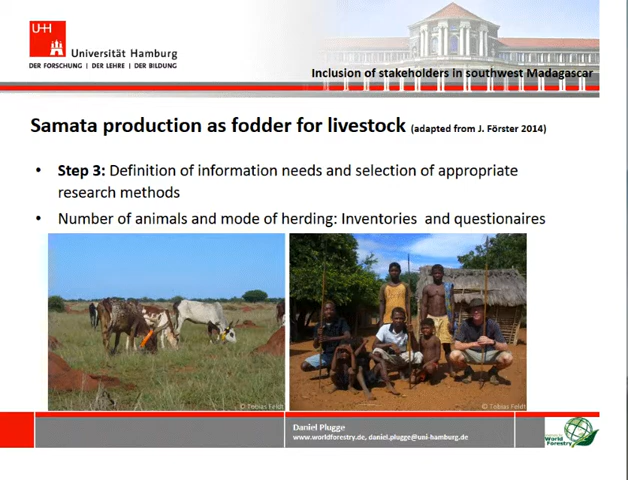 UHH
Universität Hamburg
DER FORSCHUNG | DER LEHRE | DER BILDUNG
Inclusion of stakeholders in southwest Madagascar
Samata production as fodder for livestock (adapted from J. Förster 2014)
• Step 3: Definition of information needs and selection of appropriate
research methods
• Number of animals and mode of herding: Inventories and questionaires
© Tobias Feldt
© Tobias Feldt
Daniel Plugge
www.worldforestry.de, daniel.plugge@uni-hamburg.de
World
Forestry